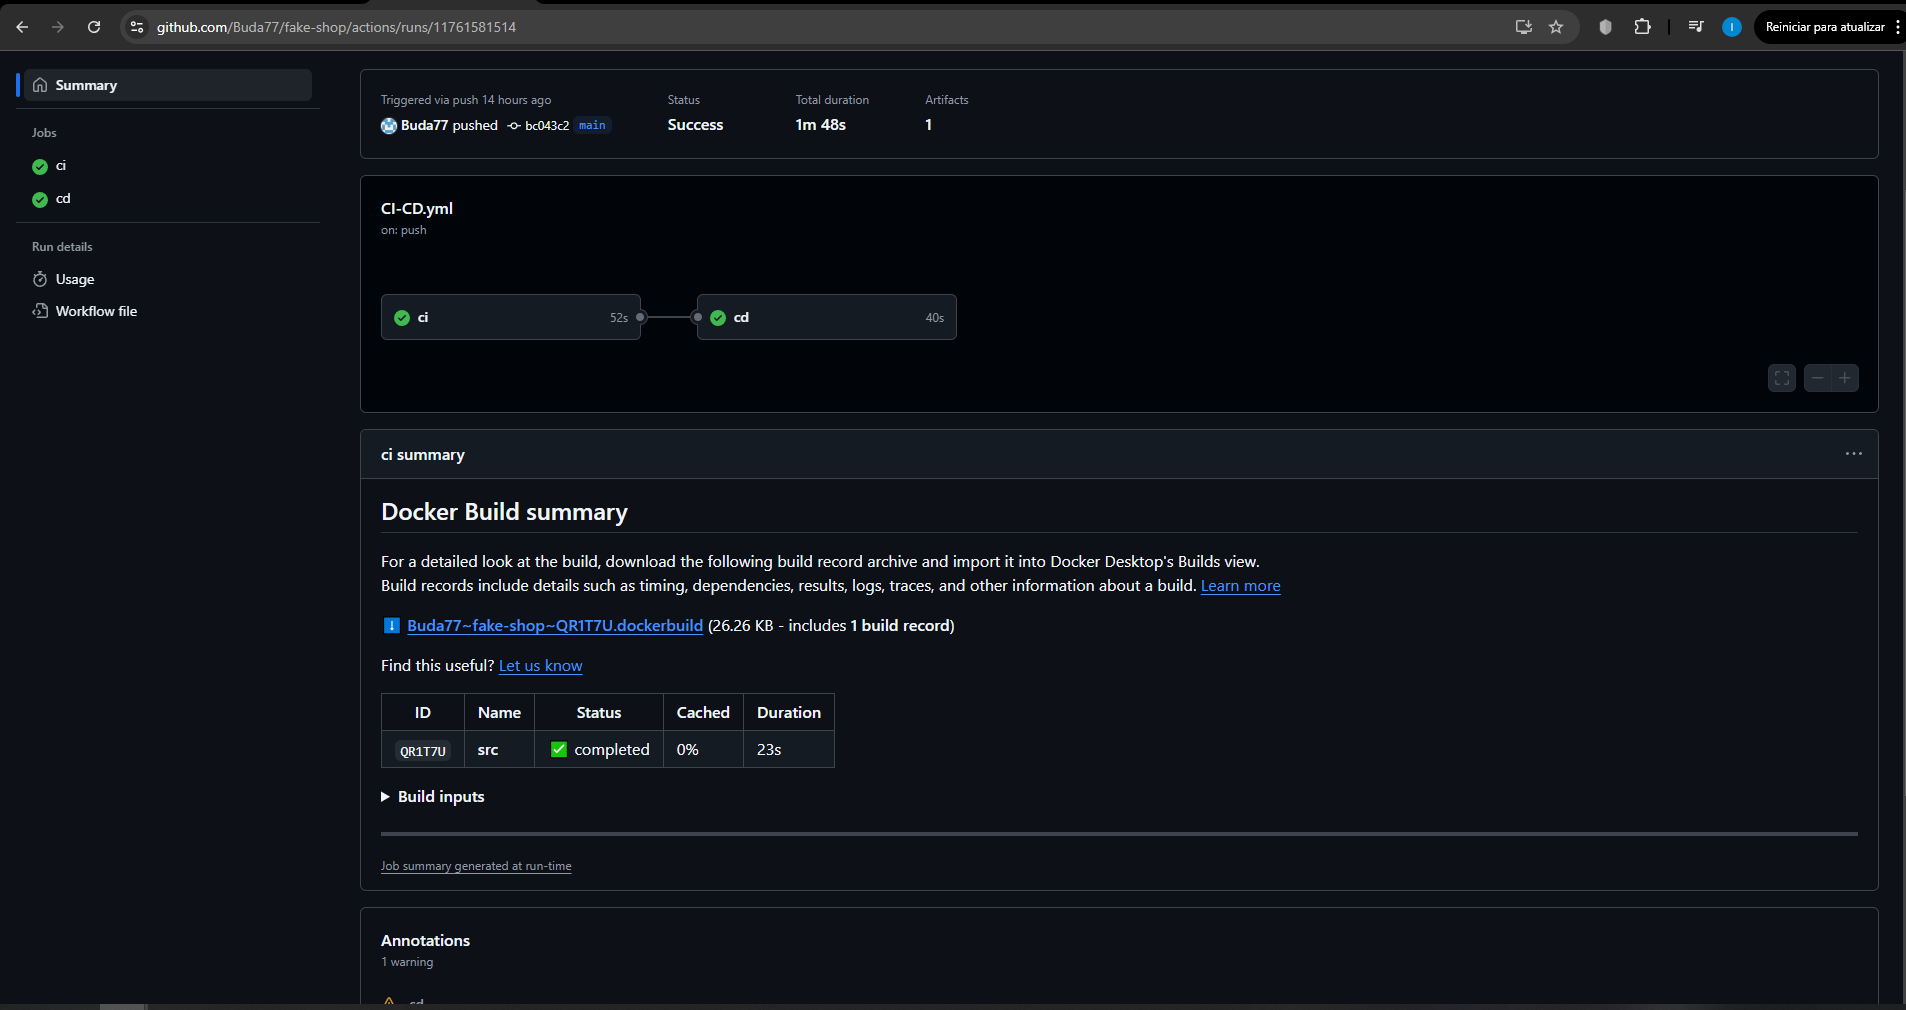 github.com/Buda77/fake-shop/actions/runs/11761581514
I
Reiniciar para atualizar
Summary
Jobs
ci
cd
Run details
Usage
Workflow file
Triggered via push 14 hours ago
Buda77 pushed bc043c2 main
Status
Success
Total duration
1m 48s
Artifacts
1
CI-CD.yml
on: push
ci 52s
cd 40s
ci summary
Docker Build summary
For a detailed look at the build, download the following build record archive and import it into Docker Desktop's Builds view.
Build records include details such as timing, dependencies, results, logs, traces, and other information about a build. Learn more
Buda77~fake-shop~QR1T7U.dockerbuild (26.26 KB - includes 1 build record)
Find this useful? Let us know
ID Name Status Cached Duration
QR1T7U src completed 0% 23s
Build inputs
Job summary generated at run-time
Annotations
1 warning
cd